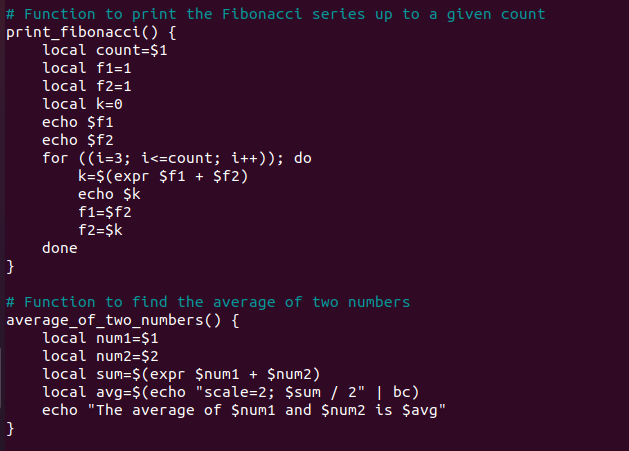 # Function to print the Fibonacci series up to a given count
print_fibonacci() {
    local count=$1
    local f1=1
    local f2=1
    local k=0
    echo $f1
    echo $f2
    for ((i=3; i<=count; i++)); do
        k=$(expr $f1 + $f2)
        echo $k
        f1=$f2
        f2=$k
    done
}

# Function to find the average of two numbers
average_of_two_numbers() {
    local num1=$1
    local num2=$2
    local sum=$(expr $num1 + $num2)
    local avg=$(echo "scale=2; $sum / 2" | bc)
    echo "The average of $num1 and $num2 is $avg"
}